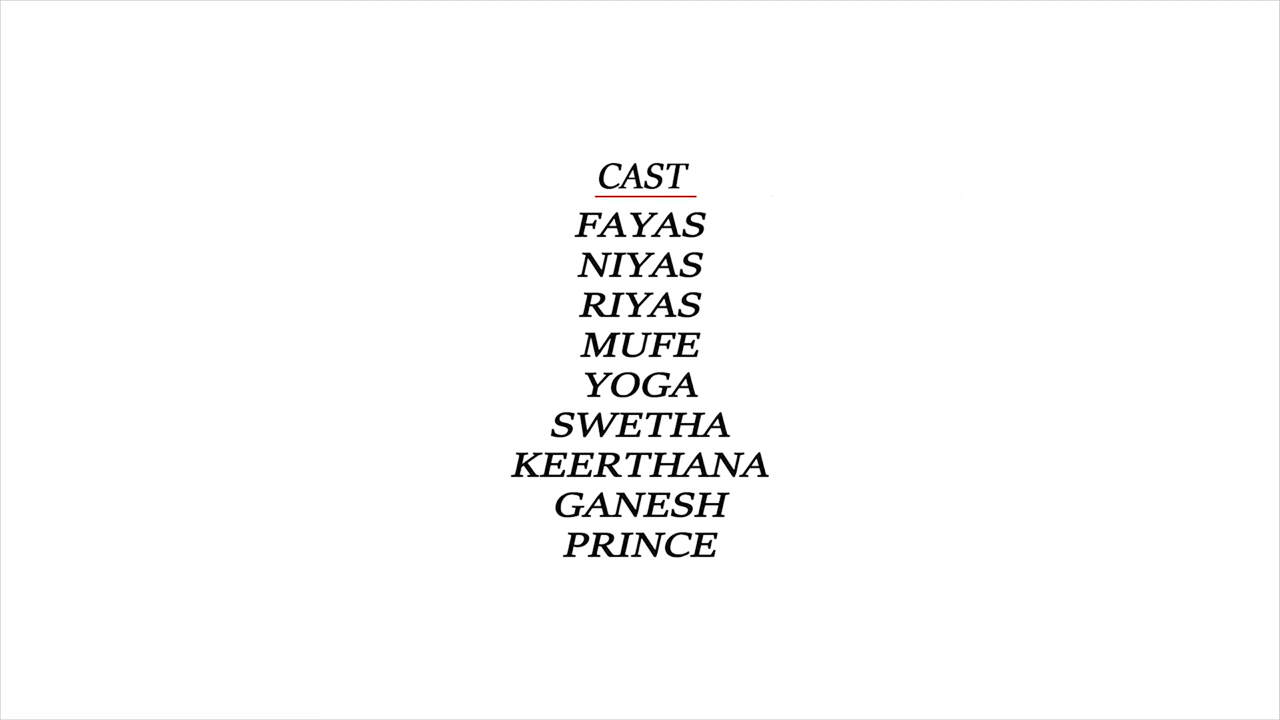 CAST
FAYAS
NIYAS
RIYAS
MUFE
YOGA
SWETHA
KEERTHANA
GANESH
PRINCE